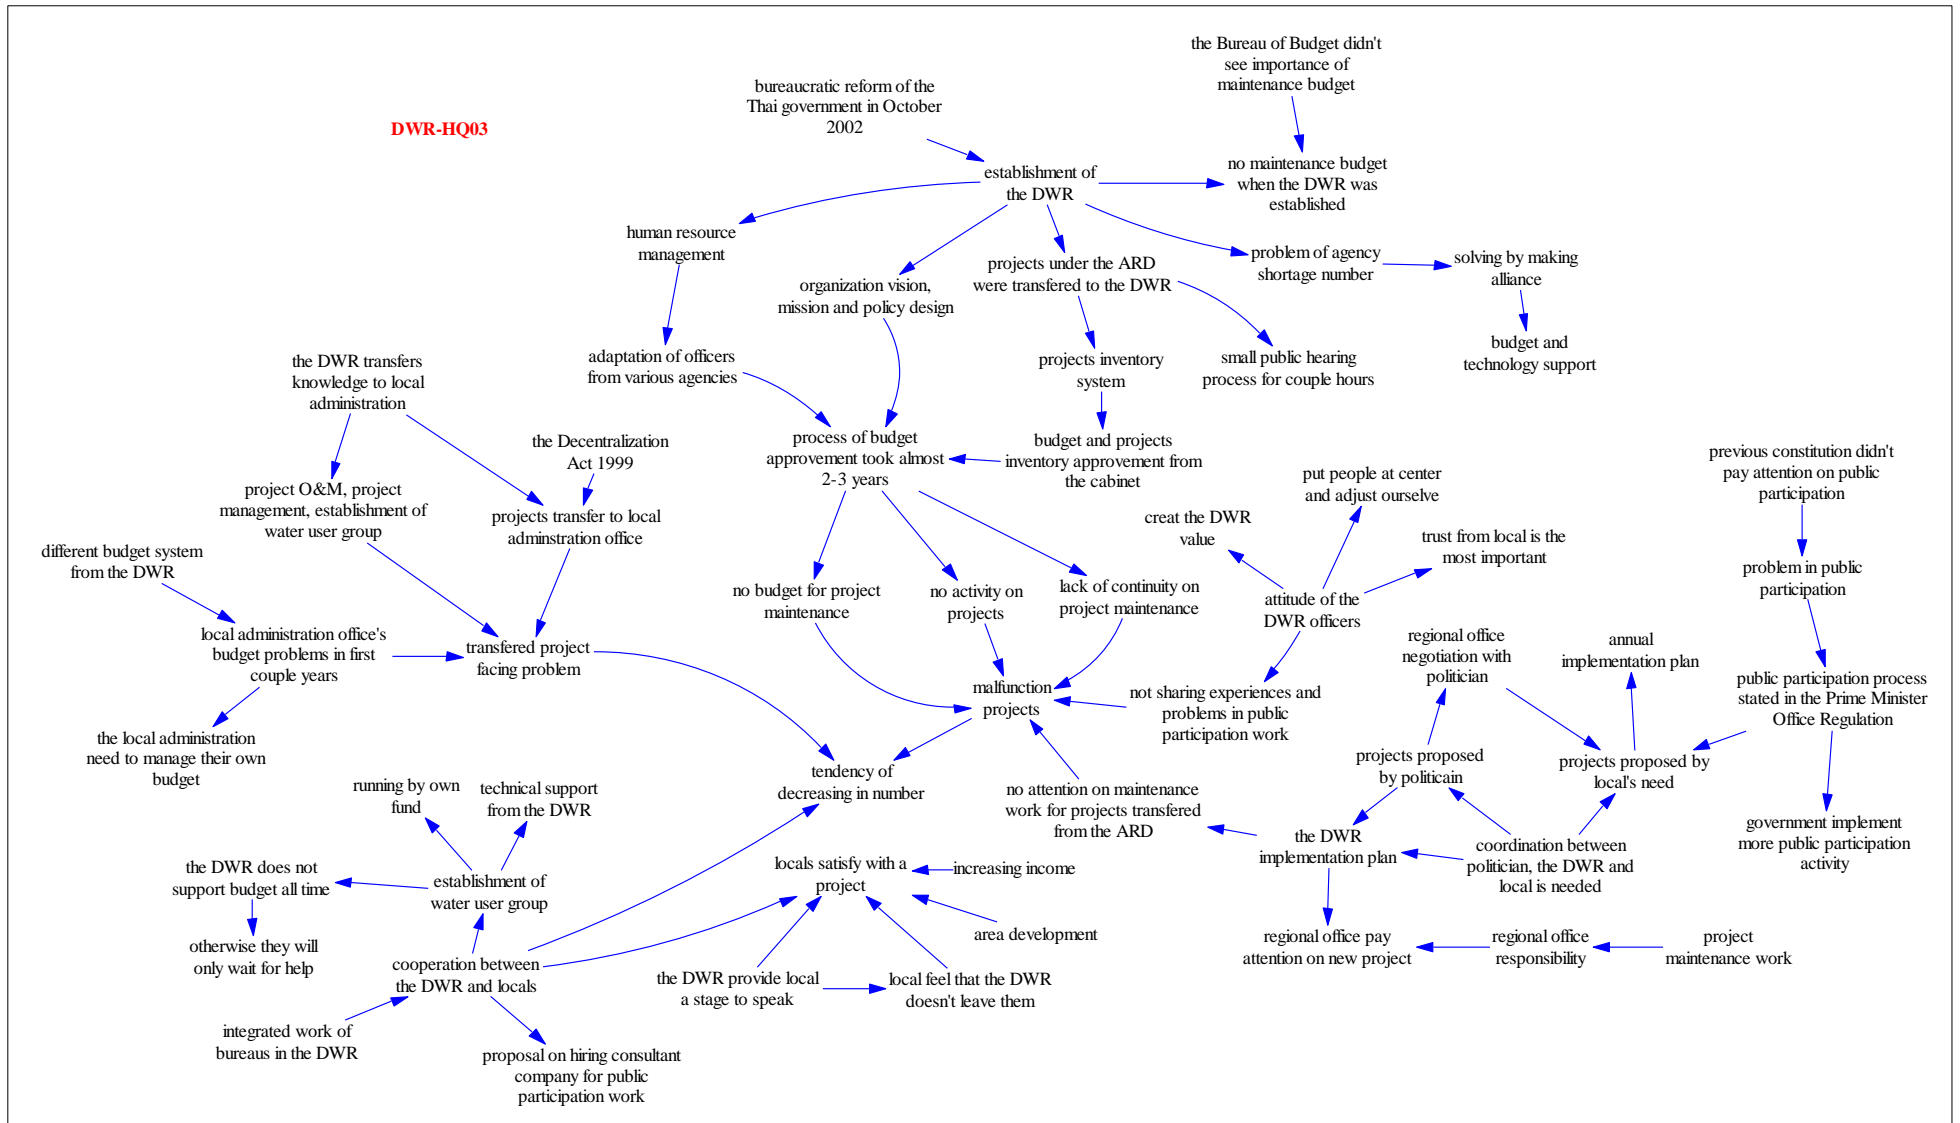 the Bureau of Budget didn't
see importance of
maintenance budget
bureaucratic reform of the
Thai government in October
2002
DWR-HQ03
establishment of
the DWR
no maintenance budget
when the DWR was
established
human resource
management
organization vision,
mission and policy design
projects under the ARD
were transfered to the DWR
problem of agency
shortage number
solving by making
alliance
budget and
technology support
adaptation of officers
from various agencies
projects inventory
system
small public hearing
process for couple hours
the DWR transfers
knowledge to local
administration
the Decentralization
Act 1999
process of budget
approvement took almost
2-3 years
budget and projects
inventory approvement from
the cabinet
put people at center
and adjust ourselve
previous constitution didn't
pay attention on public
participation
project O&M, project
management, establishment of
water user group
projects transfer to local
adminstration office
creat the DWR
value
trust from local is the
most important
different budget system
from the DWR
no budget for project
maintenance
no activity on
projects
lack of continuity on
project maintenance
attitude of the
DWR officers
problem in public
participation
local administration office's
budget problems in first
couple years
transfered project
facing problem
regional office
negotiation with
politician
annual
implementation plan
malfunction
projects
not sharing experiences and
problems in public
participation work
public participation process
stated in the Prime Minister
Office Regulation
the local administration
need to manage their own
budget
tendency of
decreasing in number
projects proposed
by politicain
projects proposed by
local's need
running by own
fund
technical support
from the DWR
no attention on maintenance
work for projects transfered
from the ARD
the DWR
implementation plan
coordination between
politician, the DWR and
local is needed
government implement
more public participation
activity
the DWR does not
support budget all time
establishment of
water user group
locals satisfy with a
project
increasing income
area development
otherwise they will
only wait for help
cooperation between
the DWR and locals
the DWR provide local
a stage to speak
local feel that the DWR
doesn't leave them
regional office pay
attention on new project
regional office
responsibility
project
maintenance work
integrated work of
bureaus in the DWR
proposal on hiring consultant
company for public
participation work